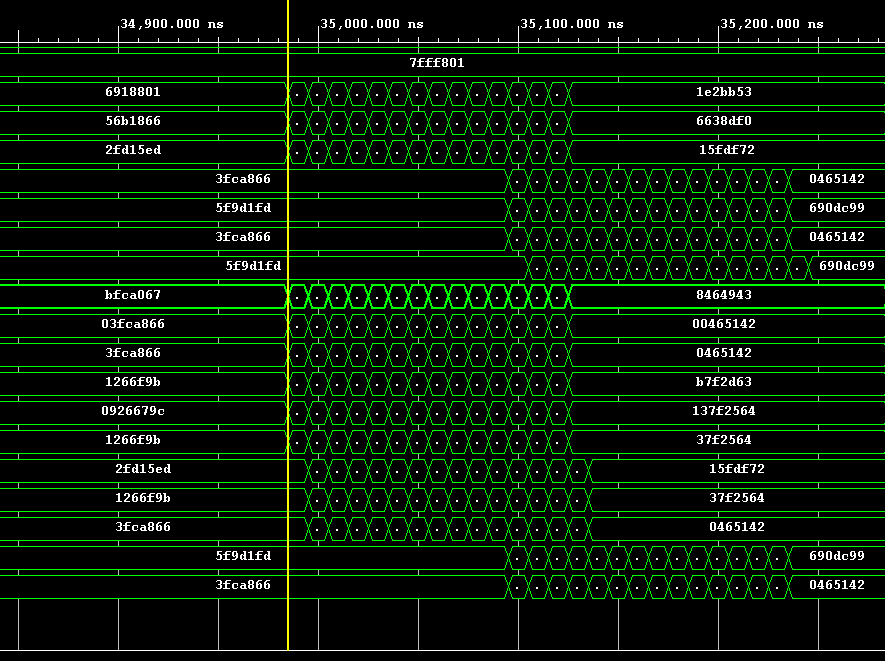 34,900.000 ns 35,000.000 ns 35,100.000 ns 35,200.000 ns
7fff801
6918801 1e2bb53
56b1866 6638df0
2fd15ed 15fdf72
3fca866 0465142
5f9d1fd 690dc99
3fca866 0465142
5f9d1fd 690dc99
bfca067 8464943
03fca866 00465142
3fca866 0465142
1266f9b b7f2d63
0926679c 137f2564
1266f9b 37f2564
2fd15ed 15fdf72
1266f9b 37f2564
3fca866 0465142
5f9d1fd 690dc99
3fca866 0465142